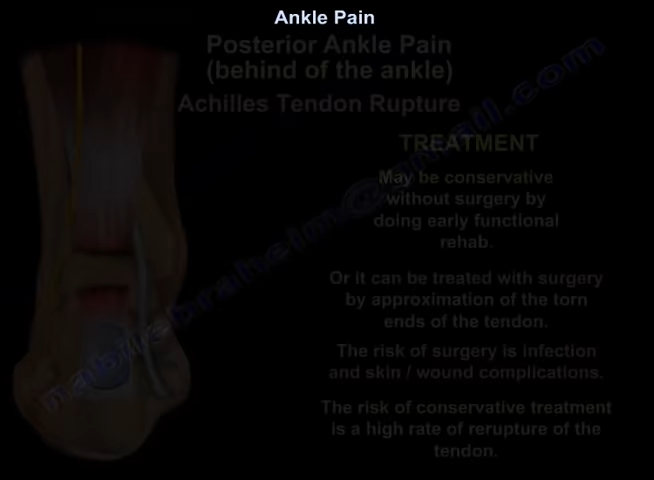 Ankle Pain
Posterior Ankle Pain
(behind of the ankle)
Achilles Tendon Rupture
TREATMENT
May be conservative
without surgery by
doing early functional
rehab.
Or it can be treated with surgery
by approximation of the torn
ends of the tendon.
The risk of surgery is infection
and skin / wound complications.
The risk of conservative treatment
is a high rate of rerupture of the
tendon.
nabilebraheim@gmail.com